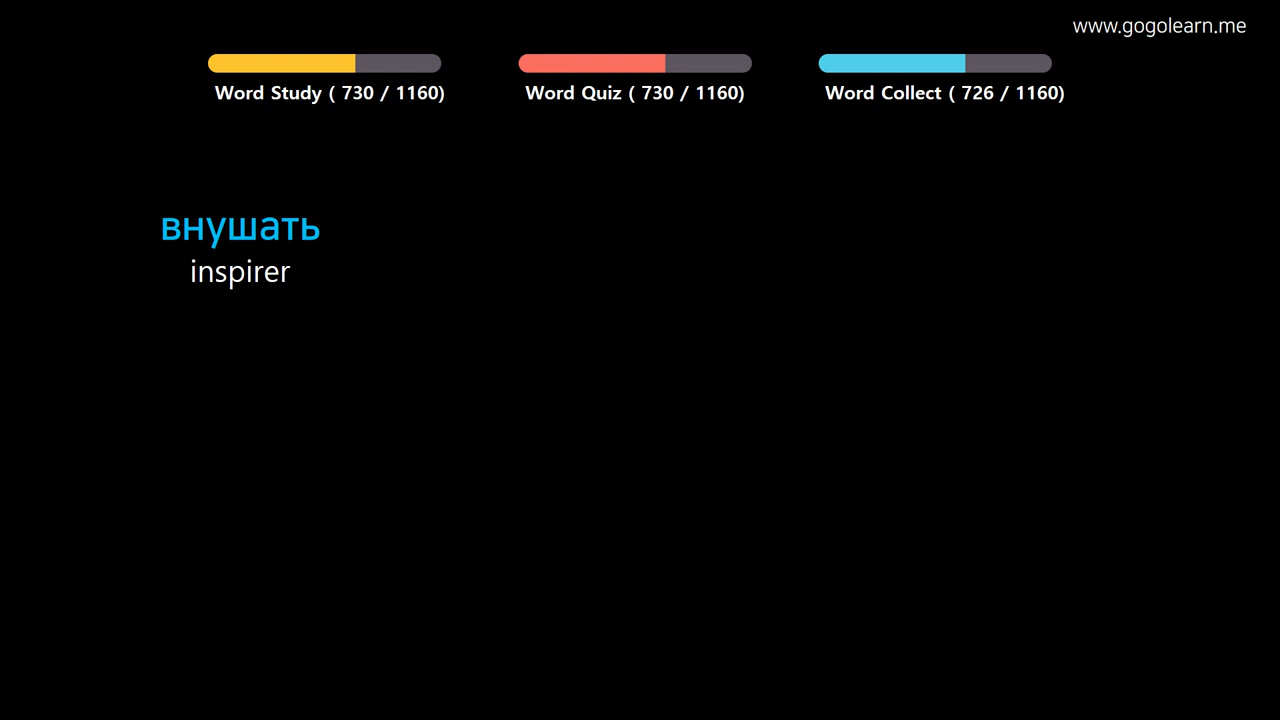 www.gogolearn.me
Word Study ( 730 / 1160)
Word Quiz ( 730 / 1160)
Word Collect ( 726 / 1160)
внушать
inspirer